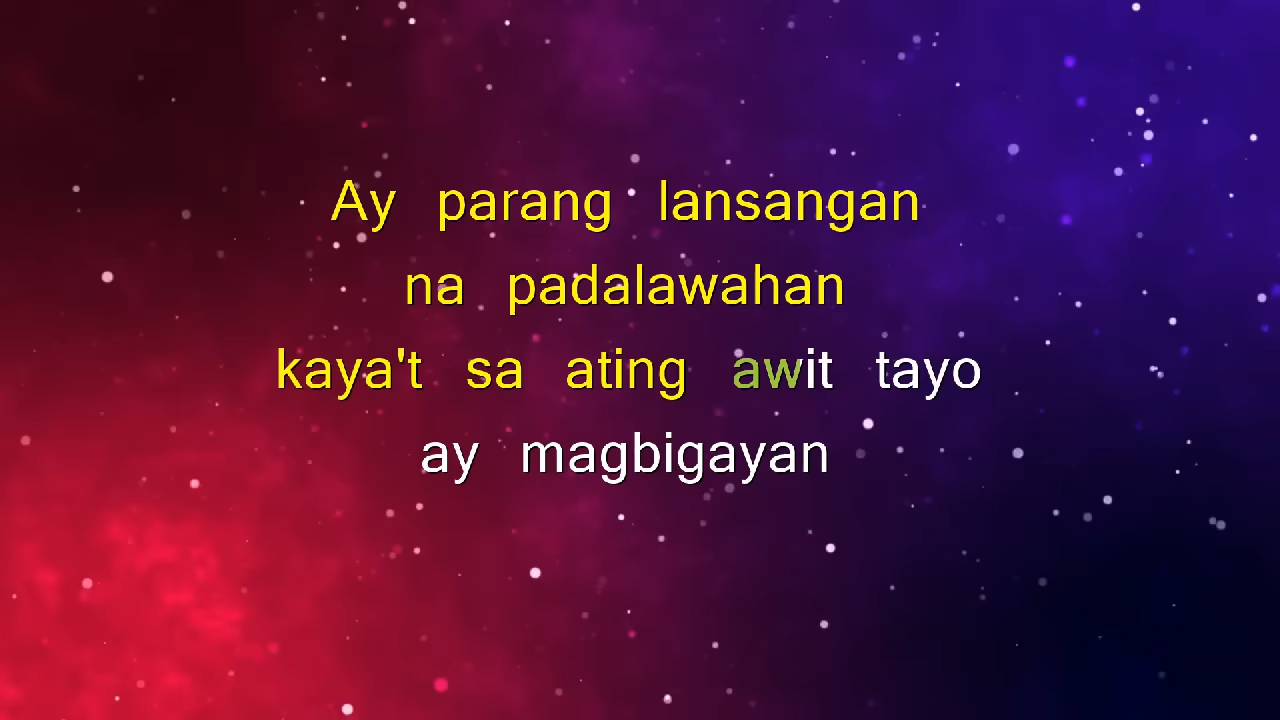 Ay parang lansangan
na padalawahan
kaya't sa ating awit tayo
ay magbigayan